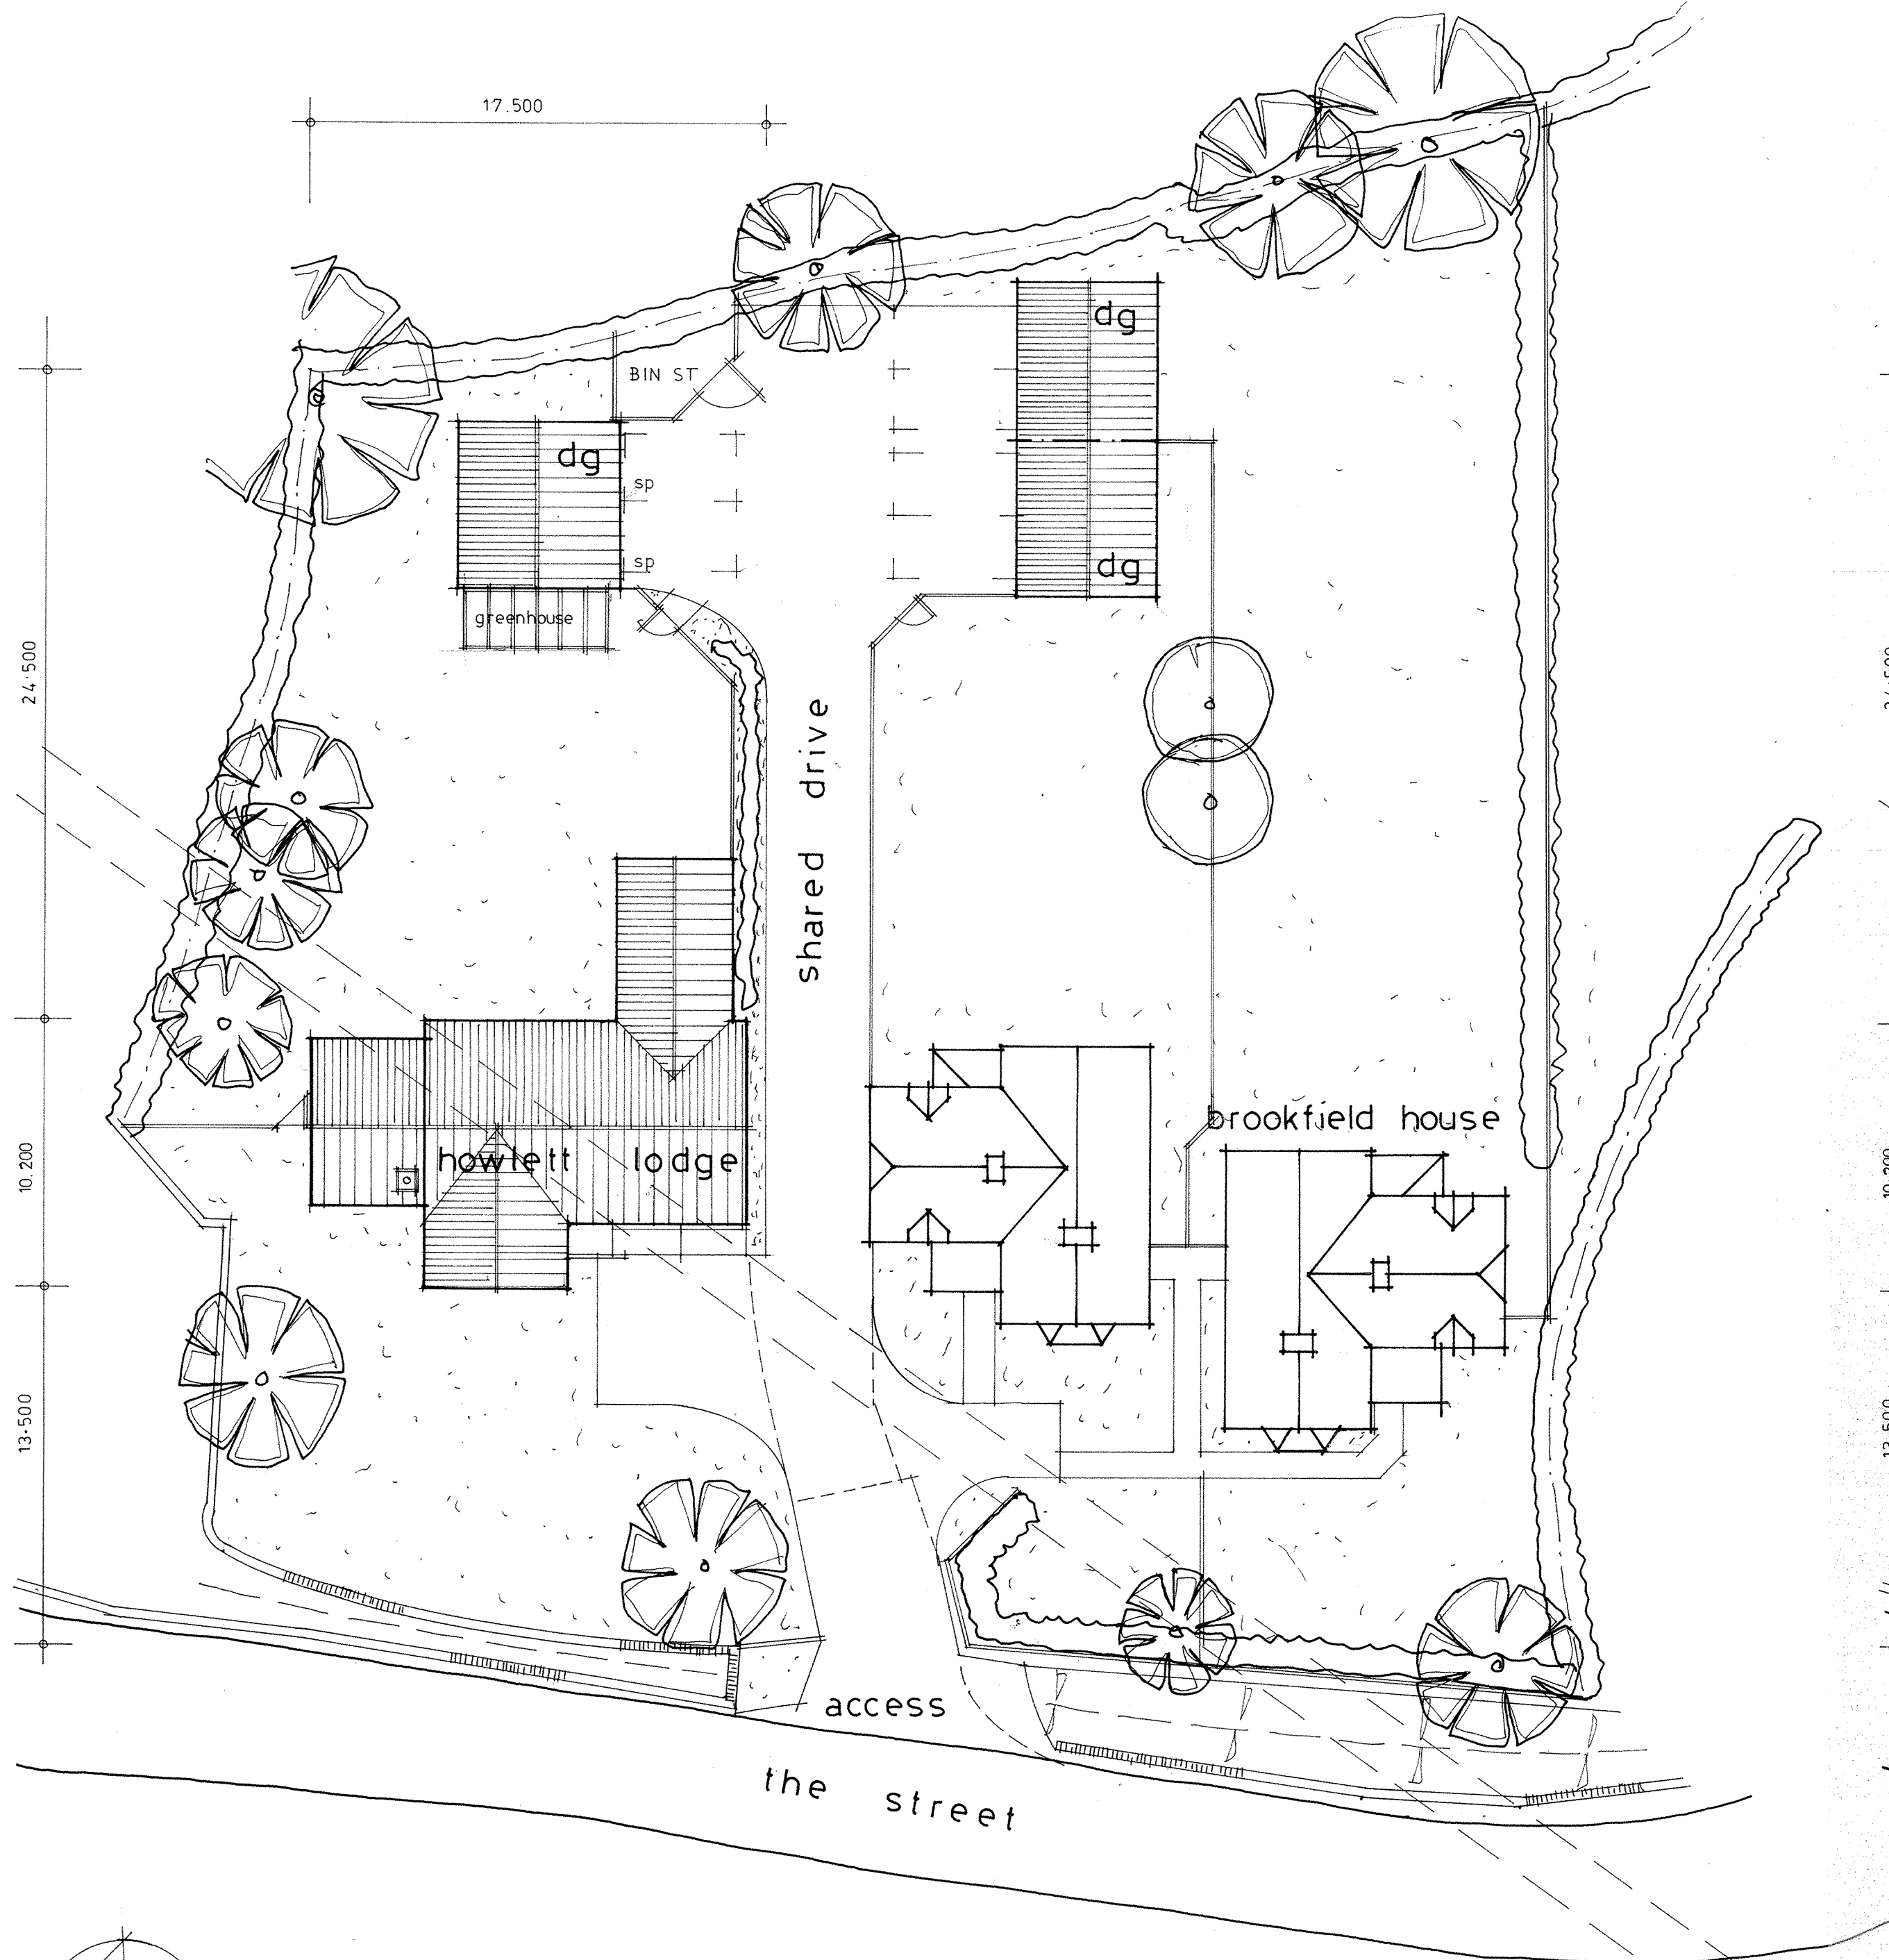 17.500
dg
BIN ST
dg
sp
sp
dg
greenhouse
24·500
shared drive
brookfield house
howlett lodge
10.200
13·500
access
the street